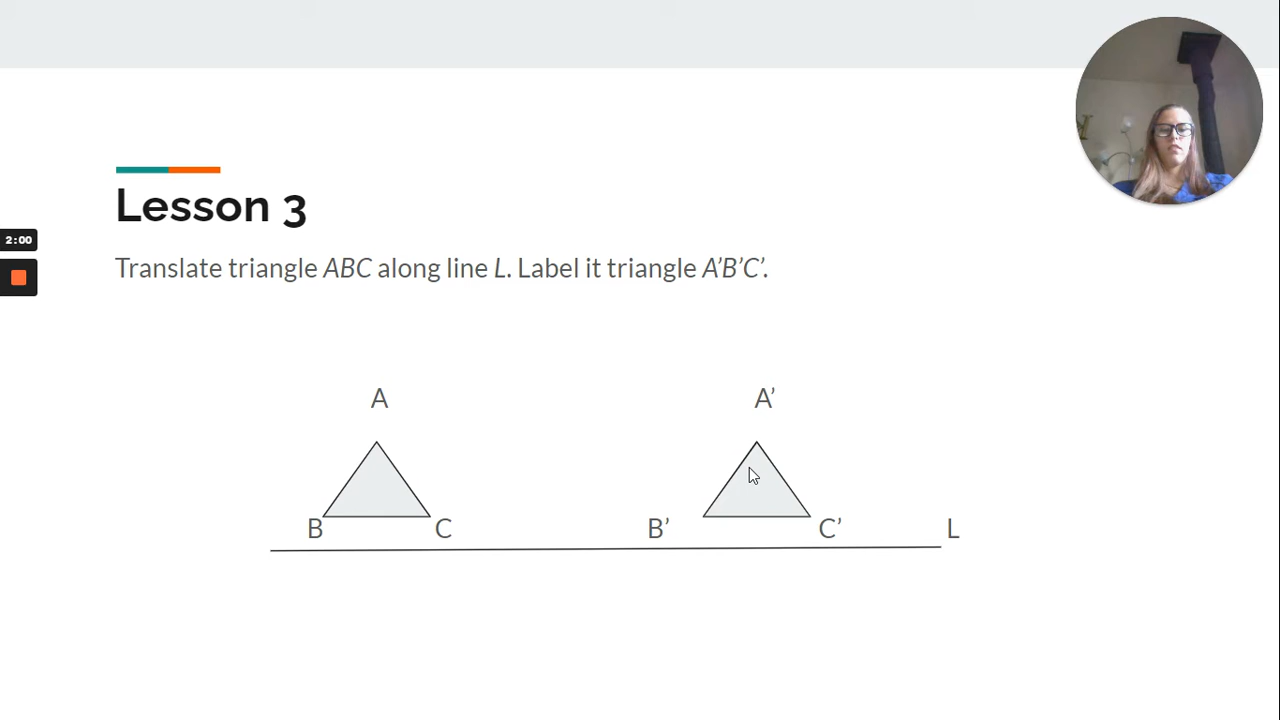 Lesson 3
2:00
Translate triangle ABC along line L. Label it triangle A’B’C’.
A A’
B C B’ C’ L